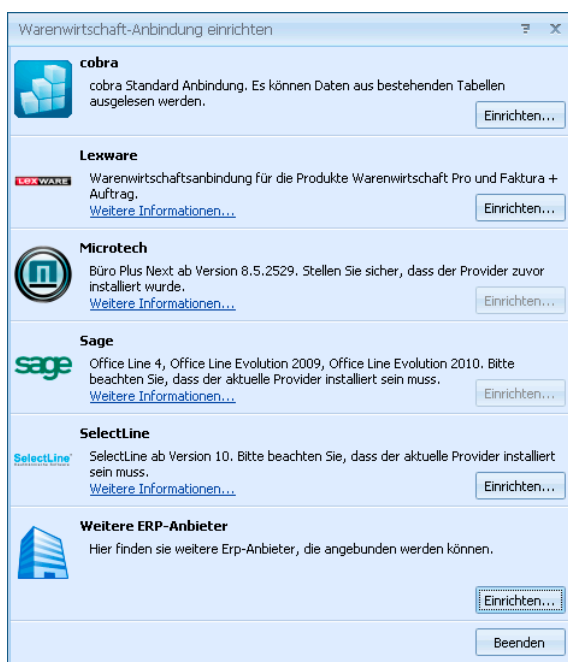 Warenwirtschaft-Anbindung einrichten
cobra
cobra Standard Anbindung. Es können Daten aus bestehenden Tabellen
ausgelesen werden.
Einrichten...
Lexware
LEXWARE
Warenwirtschaftsanbindung für die Produkte Warenwirtschaft Pro und Faktura +
Auftrag.
Weitere Informationen...
Einrichten...
Microtech
Büro Plus Next ab Version 8.5.2529. Stellen Sie sicher, dass der Provider zuvor
installiert wurde.
Weitere Informationen...
Einrichten...
Sage
sage
Office Line 4, Office Line Evolution 2009, Office Line Evolution 2010. Bitte
beachten Sie, dass der aktuelle Provider installiert sein muss.
Weitere Informationen...
Einrichten...
SelectLine
SelectLine
SelectLine ab Version 10. Bitte beachten Sie, dass der aktuelle Provider installiert
sein muss.
Weitere Informationen...
Einrichten...
Weitere ERP-Anbieter
Hier finden sie weitere Erp-Anbieter, die angebunden werden können.
Einrichten...
Beenden